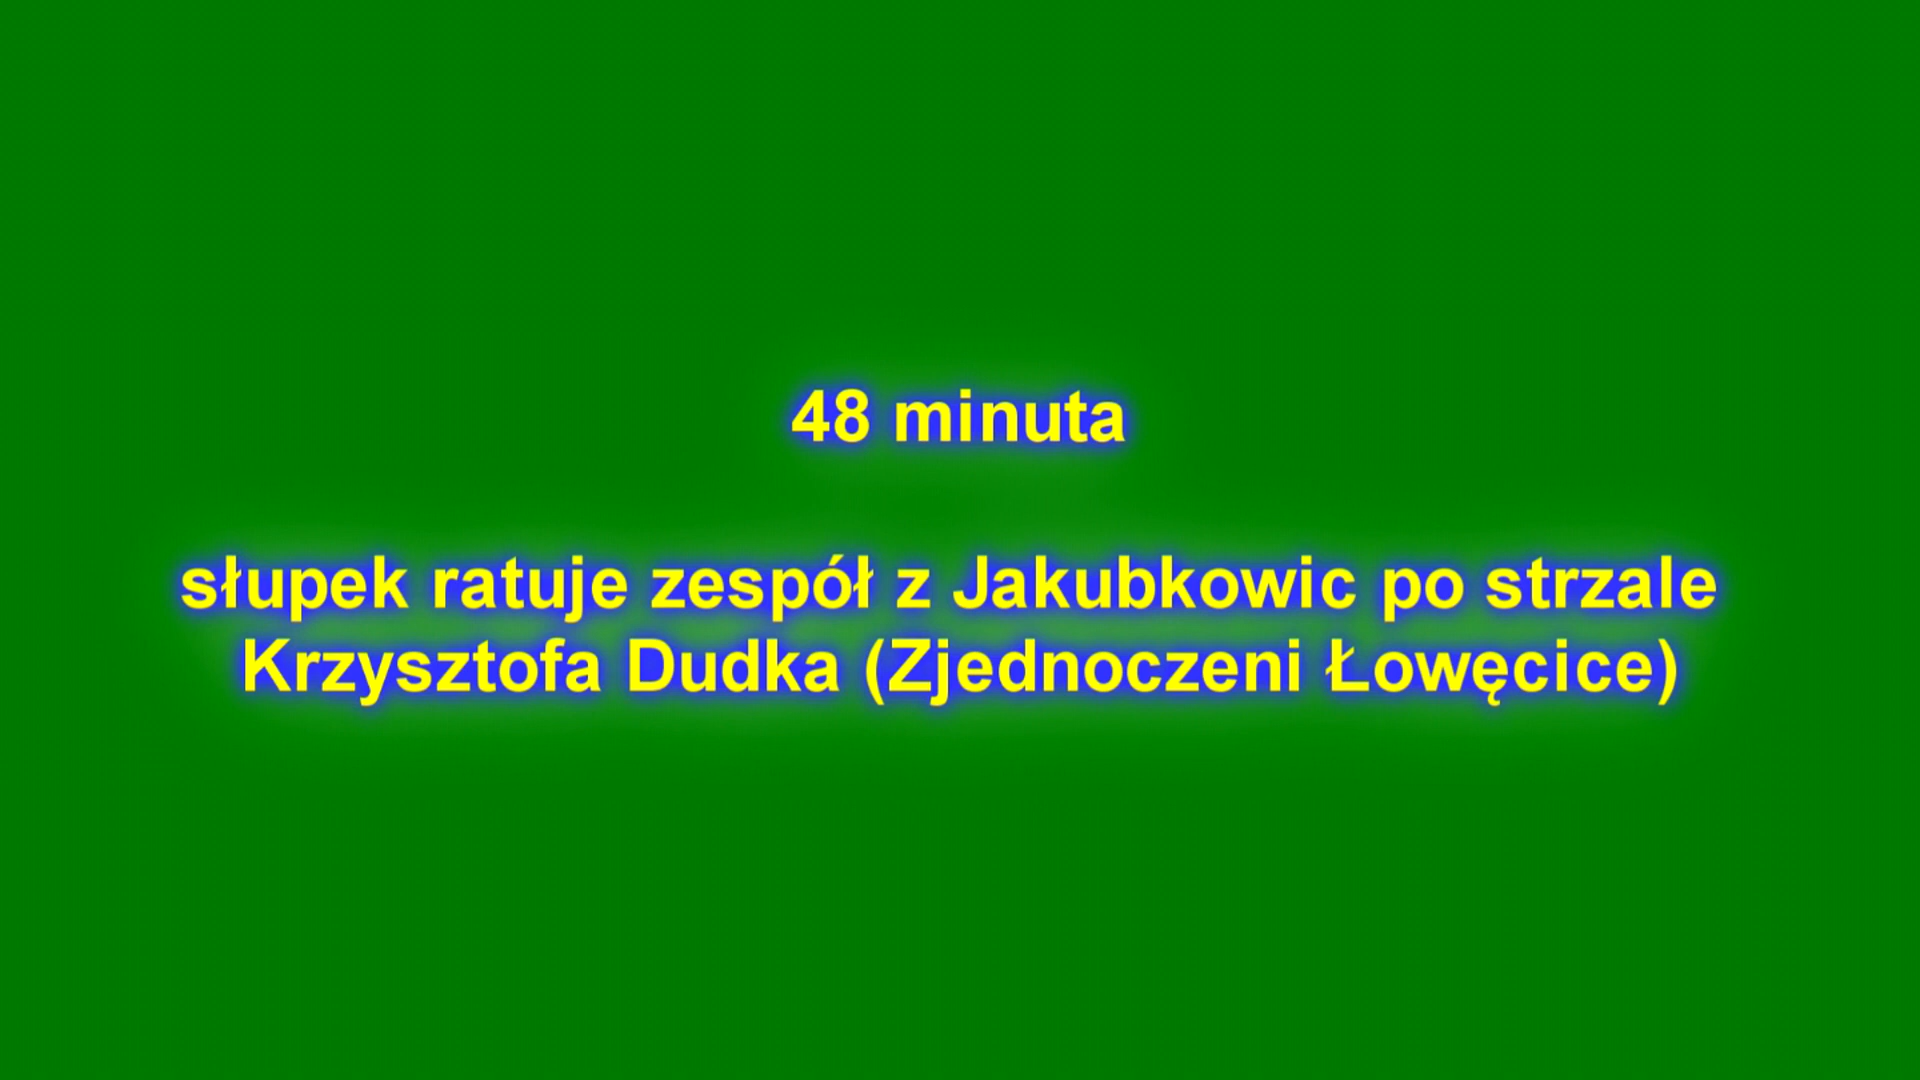 48 minuta
słupek ratuje zespół z Jakubkowic po strzale
Krzysztofa Dudka (Zjednoczeni Łowęcice)